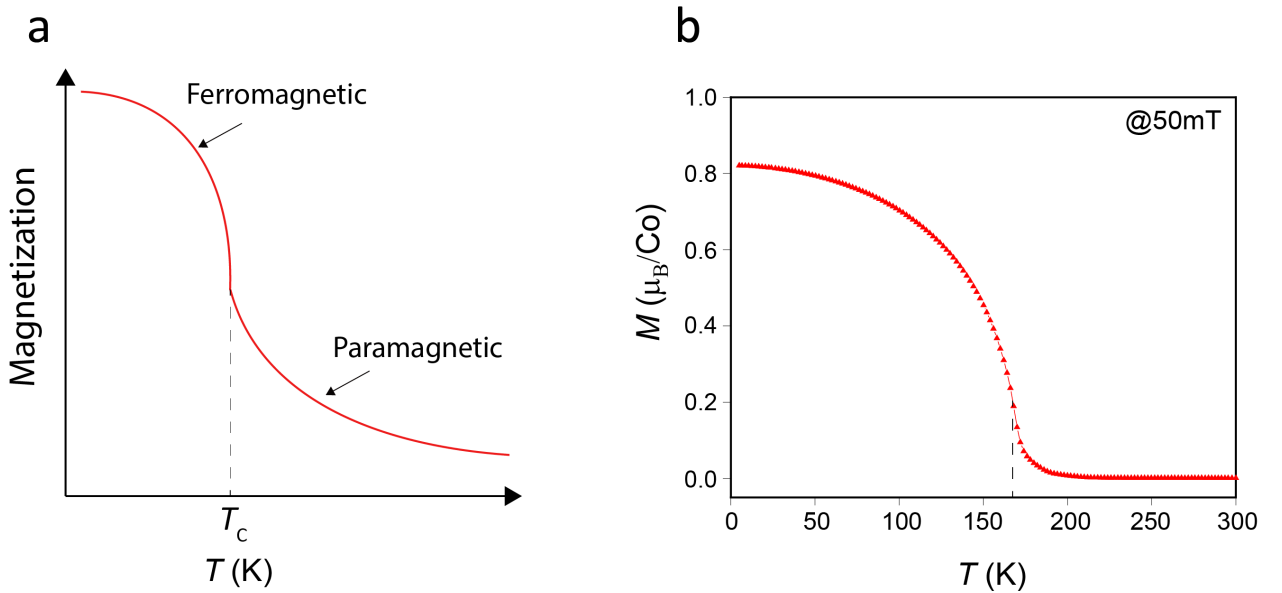 a
Ferromagnetic
Paramagnetic
Magnetization
T_C
T (K)
b
@50mT
1.0
0.8
0.6
0.4
0.2
0.0
M (μ_B/Co)
0 50 100 150 200 250 300
T (K)